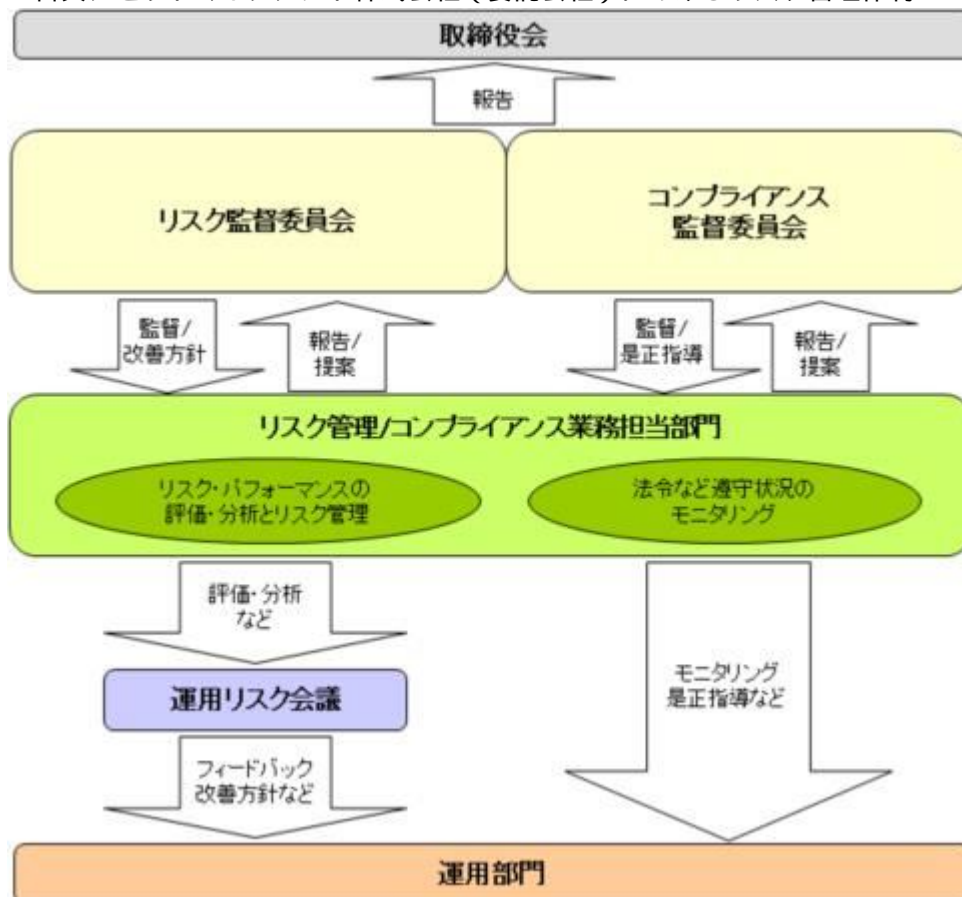 取締役会
報告
リスク監督委員会
コンプライアンス
監督委員会
監督/
改善方針
報告/
提案
監督/
是正指導
報告/
提案
リスク管理/コンプライアンス業務担当部門
リスク・パフォーマンスの
評価・分析とリスク管理
法令など遵守状況の
モニタリング
評価・分析
など
運用リスク会議
モニタリング
是正指導など
フィードバック
改善方針など
運用部門